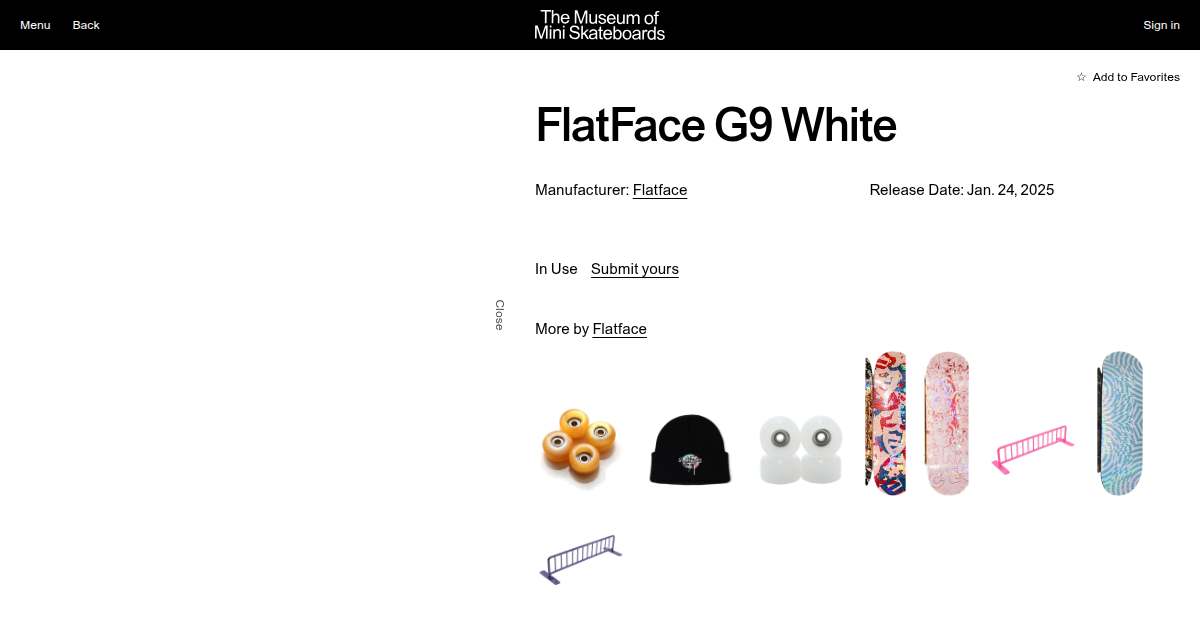 Menu
Back
The Museum of
Mini Skateboards
Sign in
☆ Add to Favorites
FlatFace G9 White
Manufacturer: Flatface
Release Date: Jan. 24, 2025
In Use
Submit yours
Close
More by Flatface